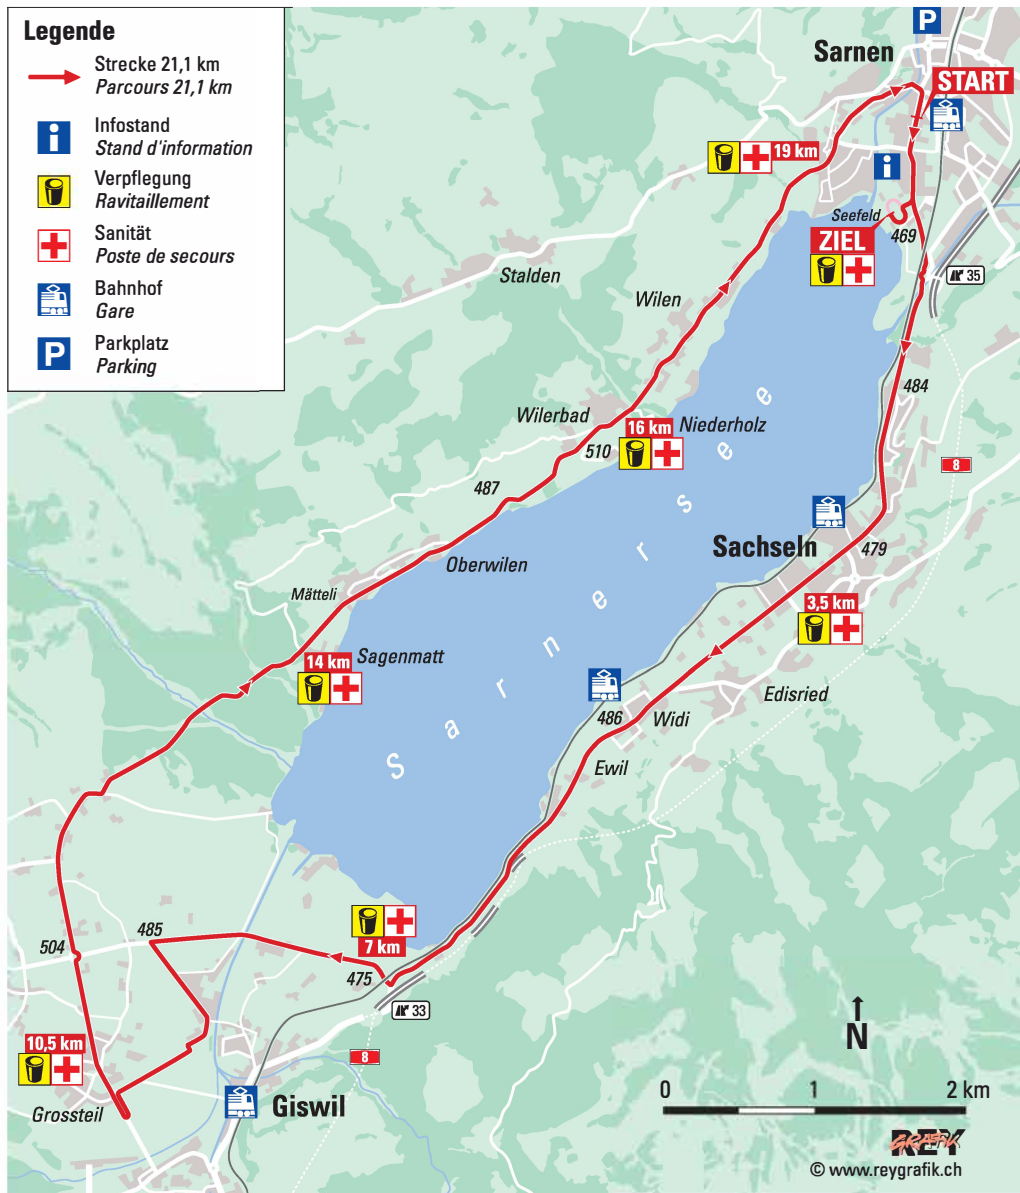 Legende
Strecke 21,1 km
Parcours 21,1 km
Infostand
Stand d'information
Verpflegung
Ravitaillement
Sanität
Poste de secours
Bahnhof
Gare
P
Parkplatz
Parking
P
Sarnen
START
19 km
Seefeld
469
ZIEL
35
Stalden
Wilen
484
Wilerbad
16 km
Niederholz
510
8
487
Sachseln
479
Oberwilen
Mätteli
3,5 km
14 km
Sagenmatt
Sarnersee
Edisried
486
Widi
Ewil
485
504
7 km
475
33
N
10,5 km
8
Grossteil
Giswil
0 1 2 km
REY
GRAFIK
© www.reygrafik.ch